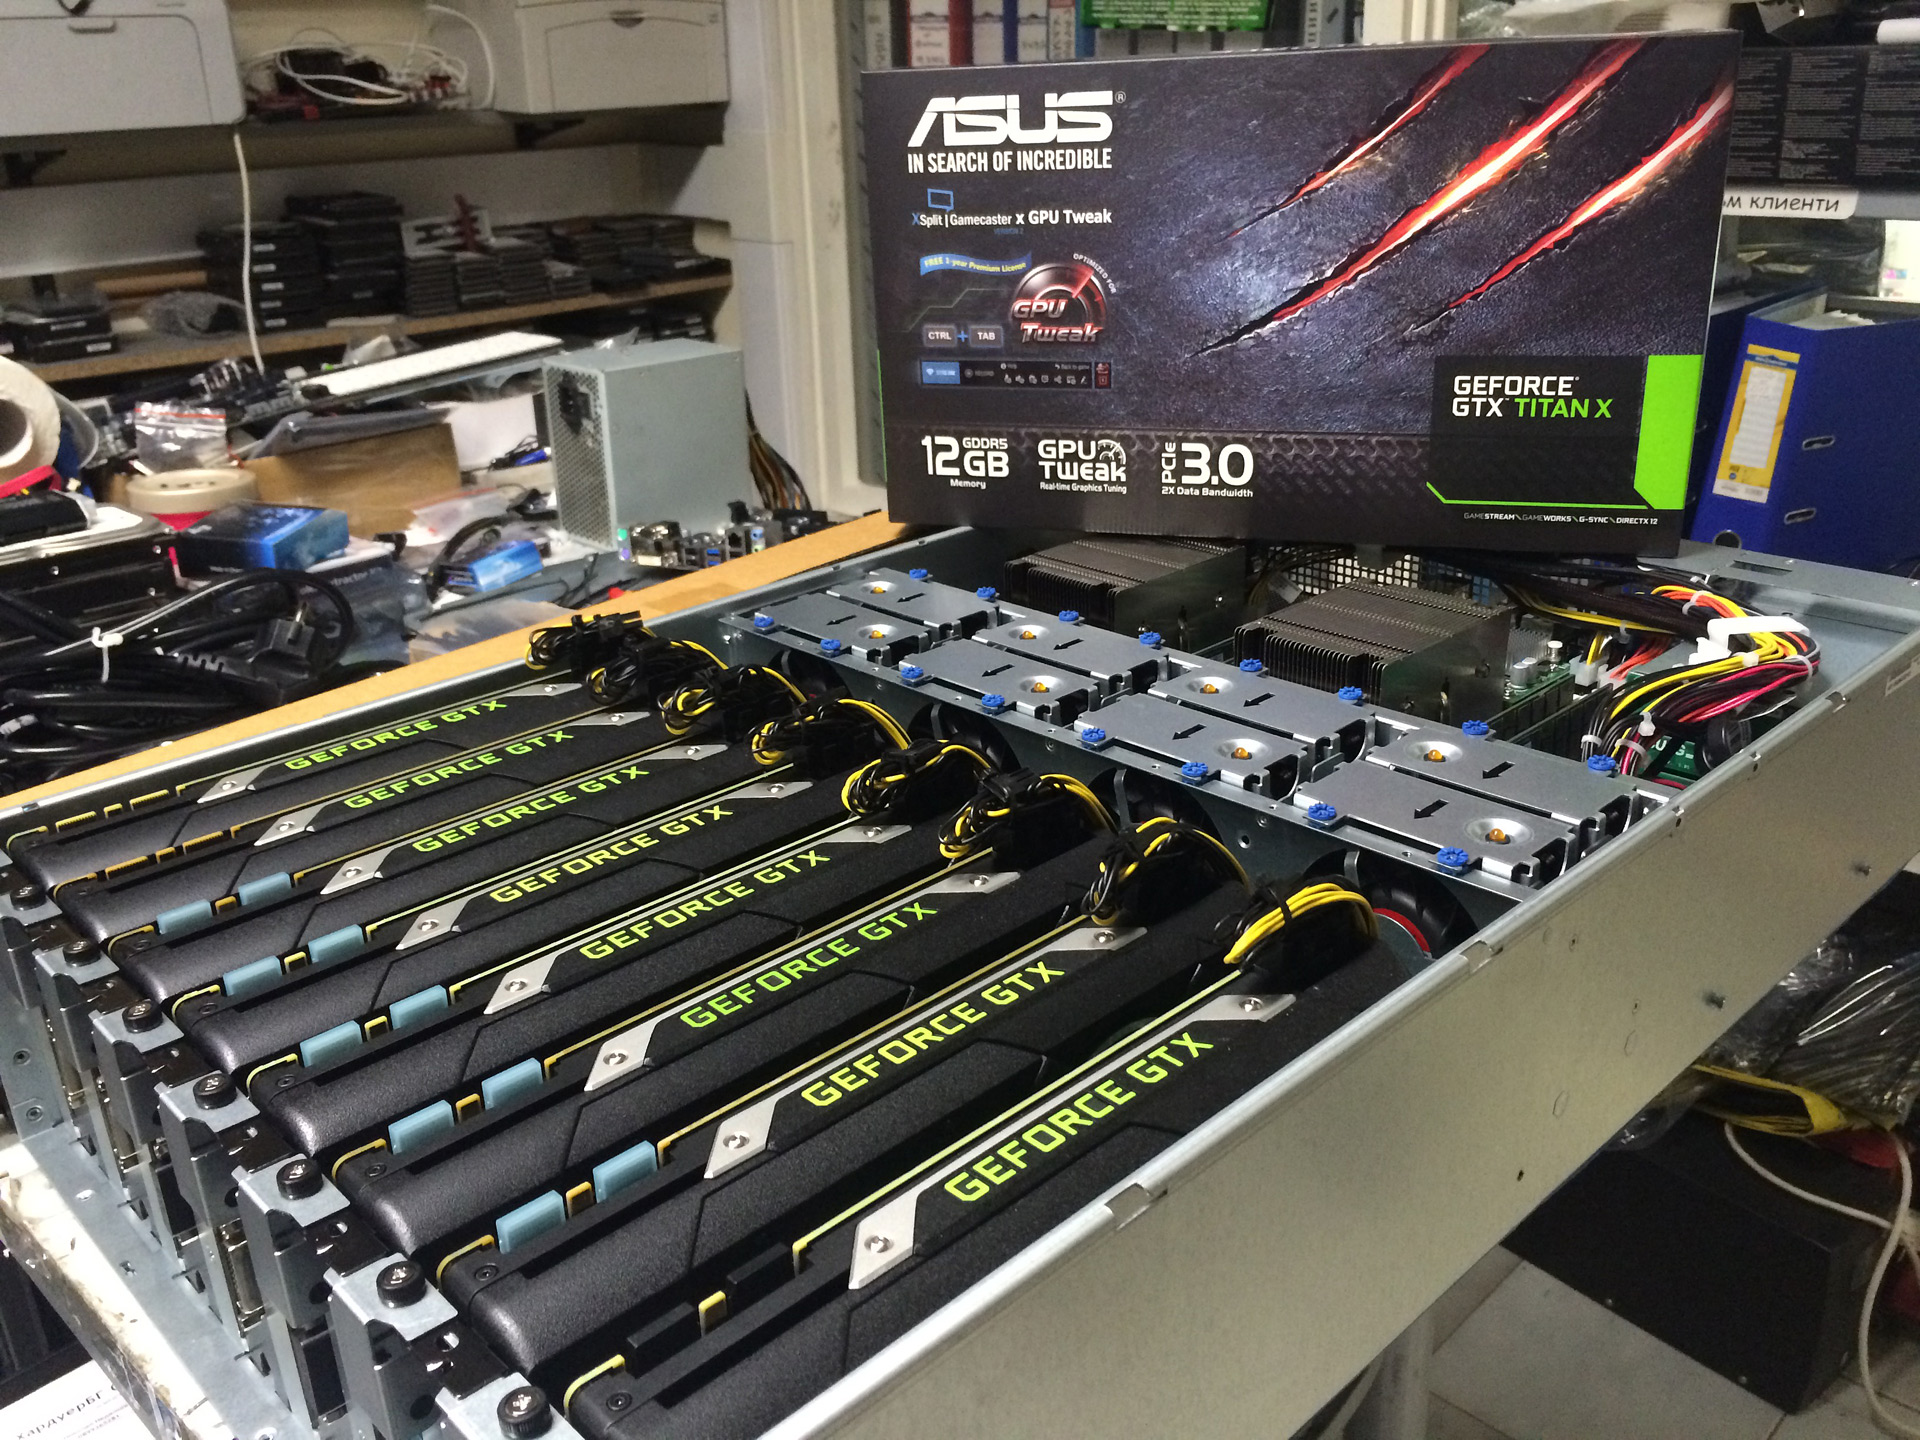 ASUS®
IN SEARCH OF INCREDIBLE
XSplit | Gamecaster x GPU Tweak
VERSION 2
FREE 1-year Premium License
OPTIMIZED FOR
GPU
Tweak
CTRL + TAB
GEFORCE®
GTX™ TITAN X
12 GDDR5
GB
Memory
GPU
Tweak
Real-time Graphics Tuning
PCIe 3.0
2X Data Bandwidth
GAMESTREAM \ GAMEWORKS \ G-SYNC \ DIRECTX 12
КЛИЕНТИ
GEFORCE GTX
GEFORCE GTX
GEFORCE GTX
GEFORCE GTX
GEFORCE GTX
GEFORCE GTX
GEFORCE GTX
GEFORCE GTX
ХардуерБГ